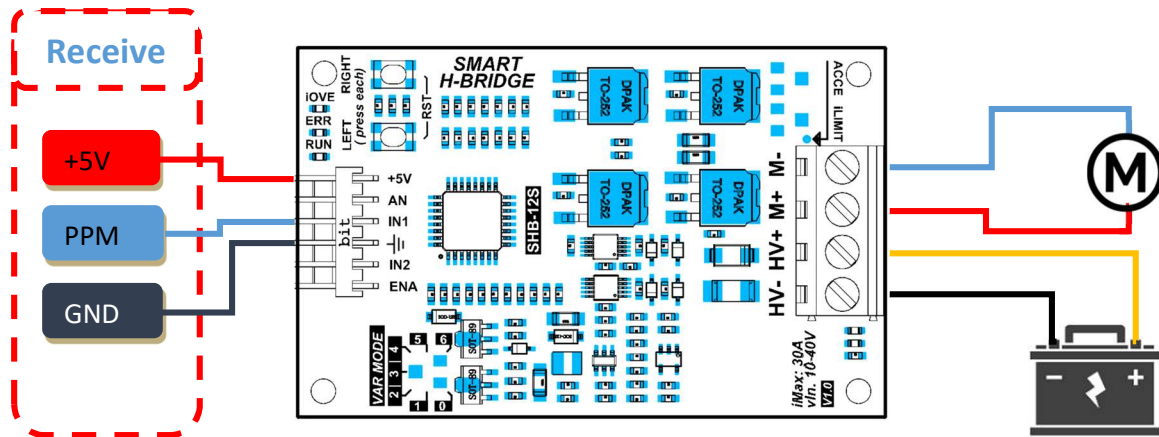 Receive
+5V
PPM
GND
iOVE
ERR
RUN
RIGHT
LEFT
(press each)
RST
SMART
H-BRIDGE
+5V
AN
IN1
IN2
ENA
bit
SHB-12S
DPAK
TO-252
DPAK
TO-252
DPAK
TO-252
DPAK
TO-252
ACCE iLIMIT
M-
M+
HV+
HV-
M
VAR MODE
5 6
4
3
2
1 0
SOT-89
SOT-89
iMax: 30A
vIn. 10-40V
V1.0
− +